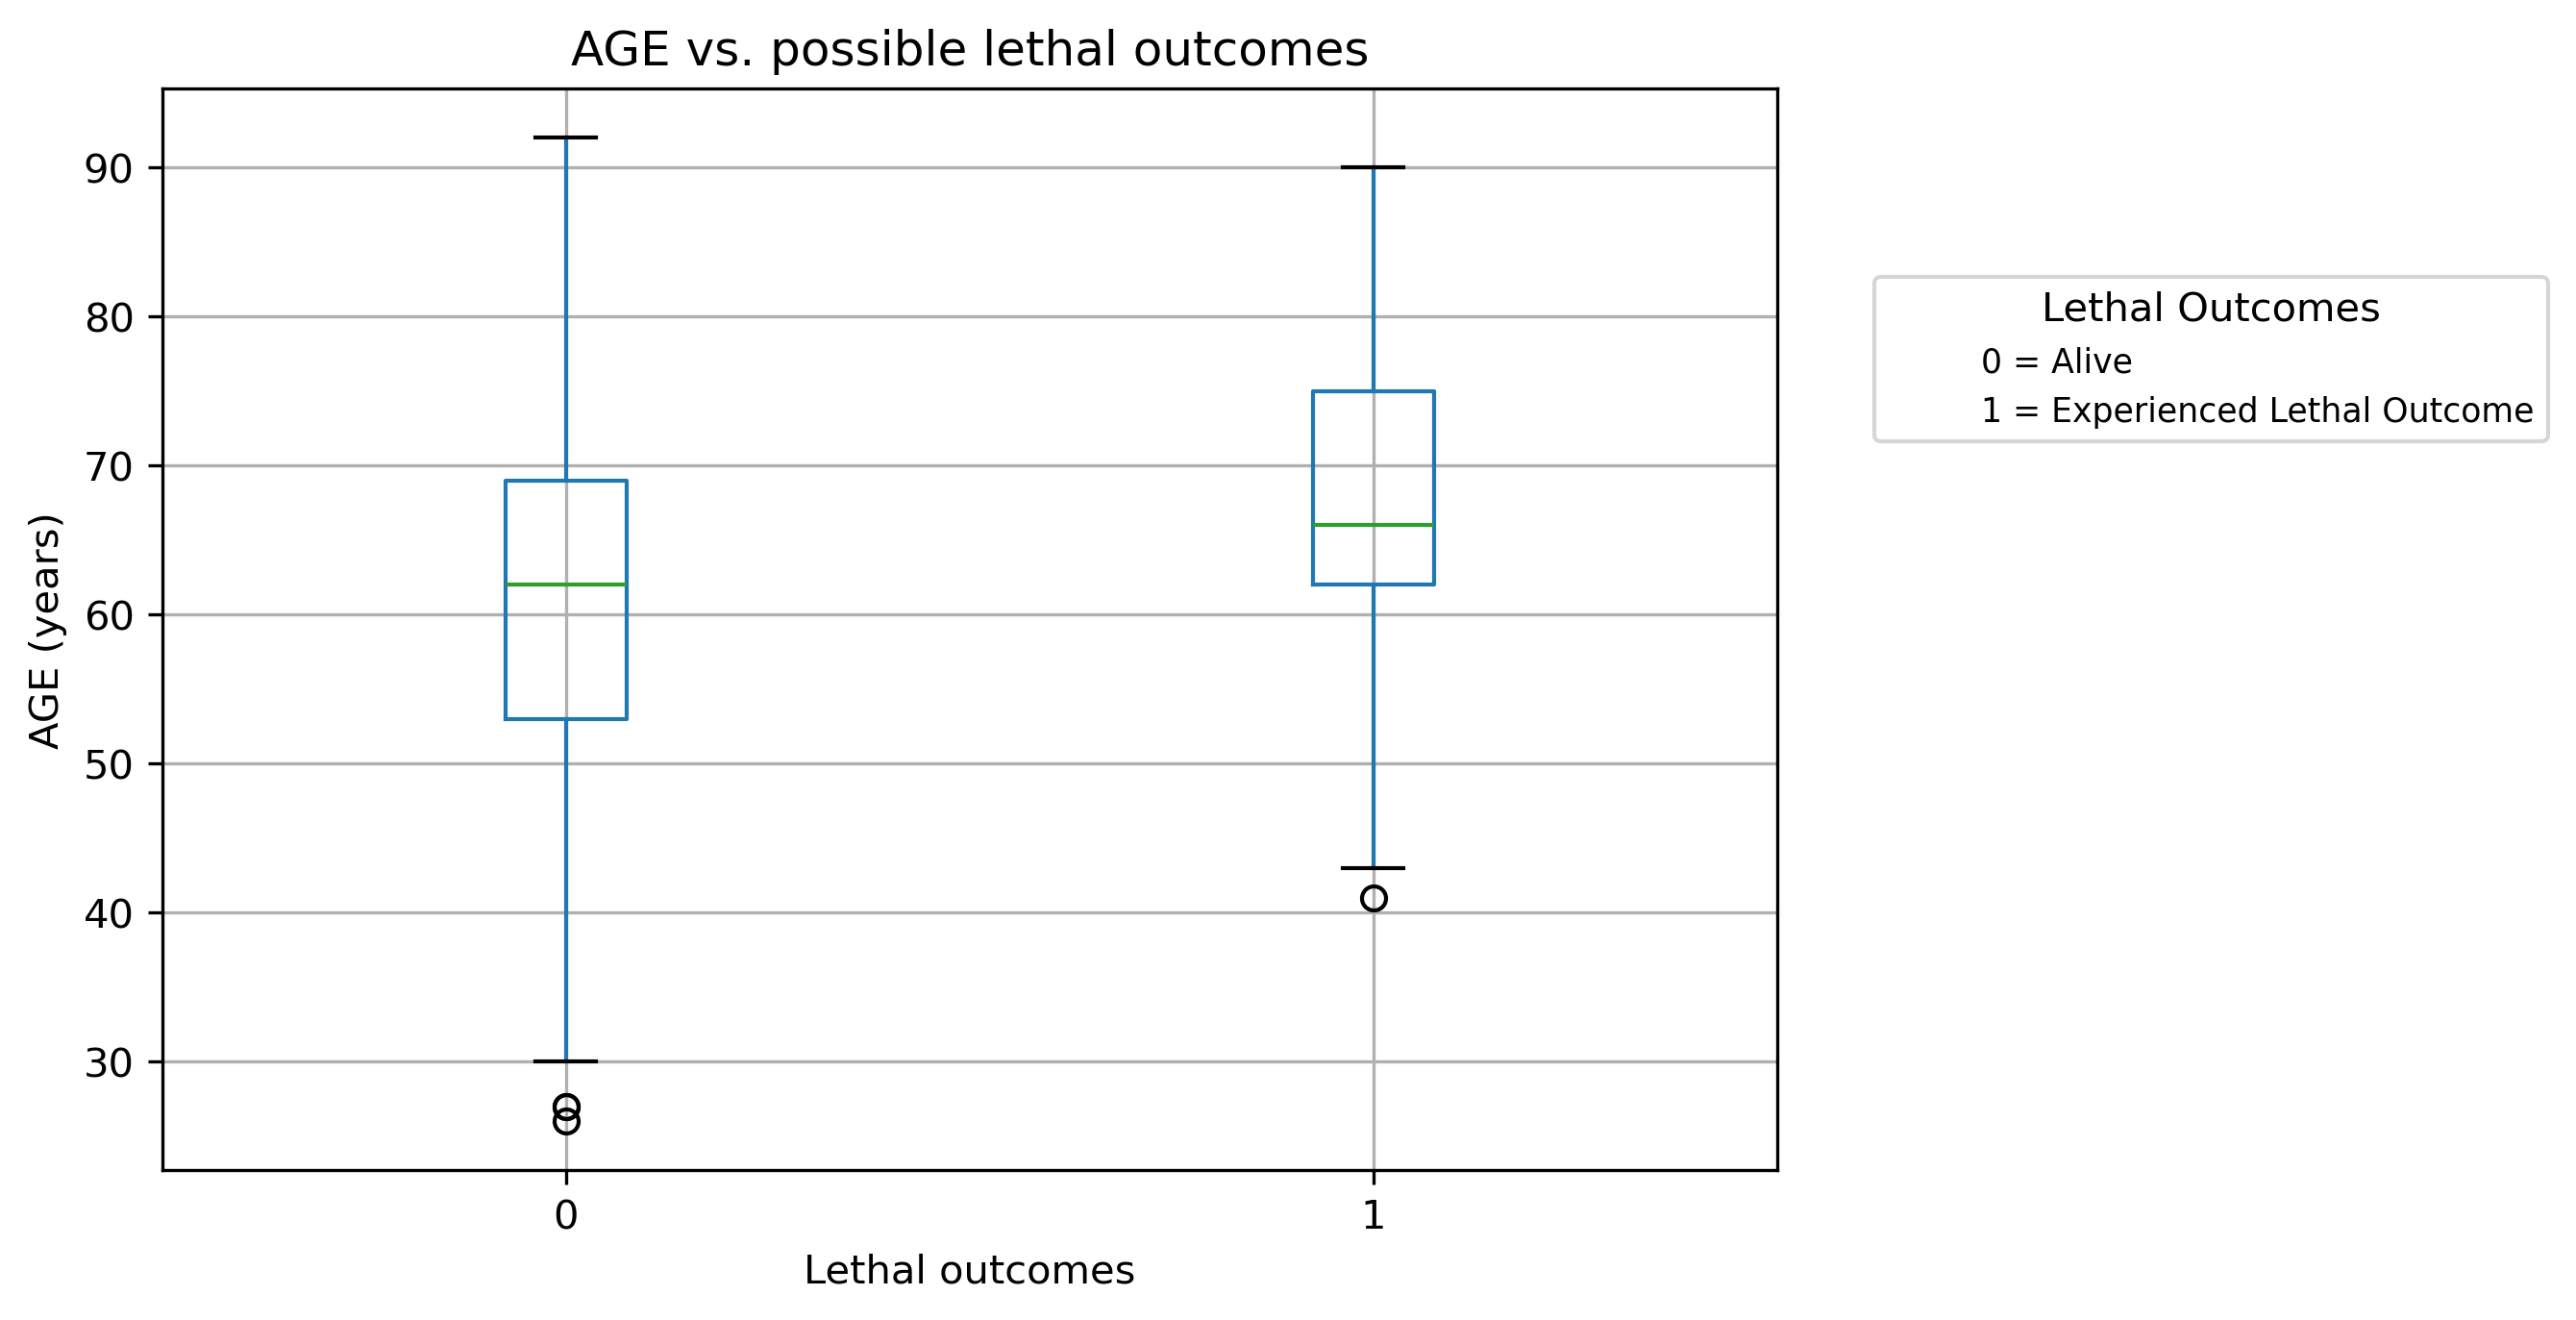 AGE vs. possible lethal outcomes
AGE (years)
90
80
70
60
50
40
30
0
1
Lethal outcomes
Lethal Outcomes
0 = Alive
1 = Experienced Lethal Outcome